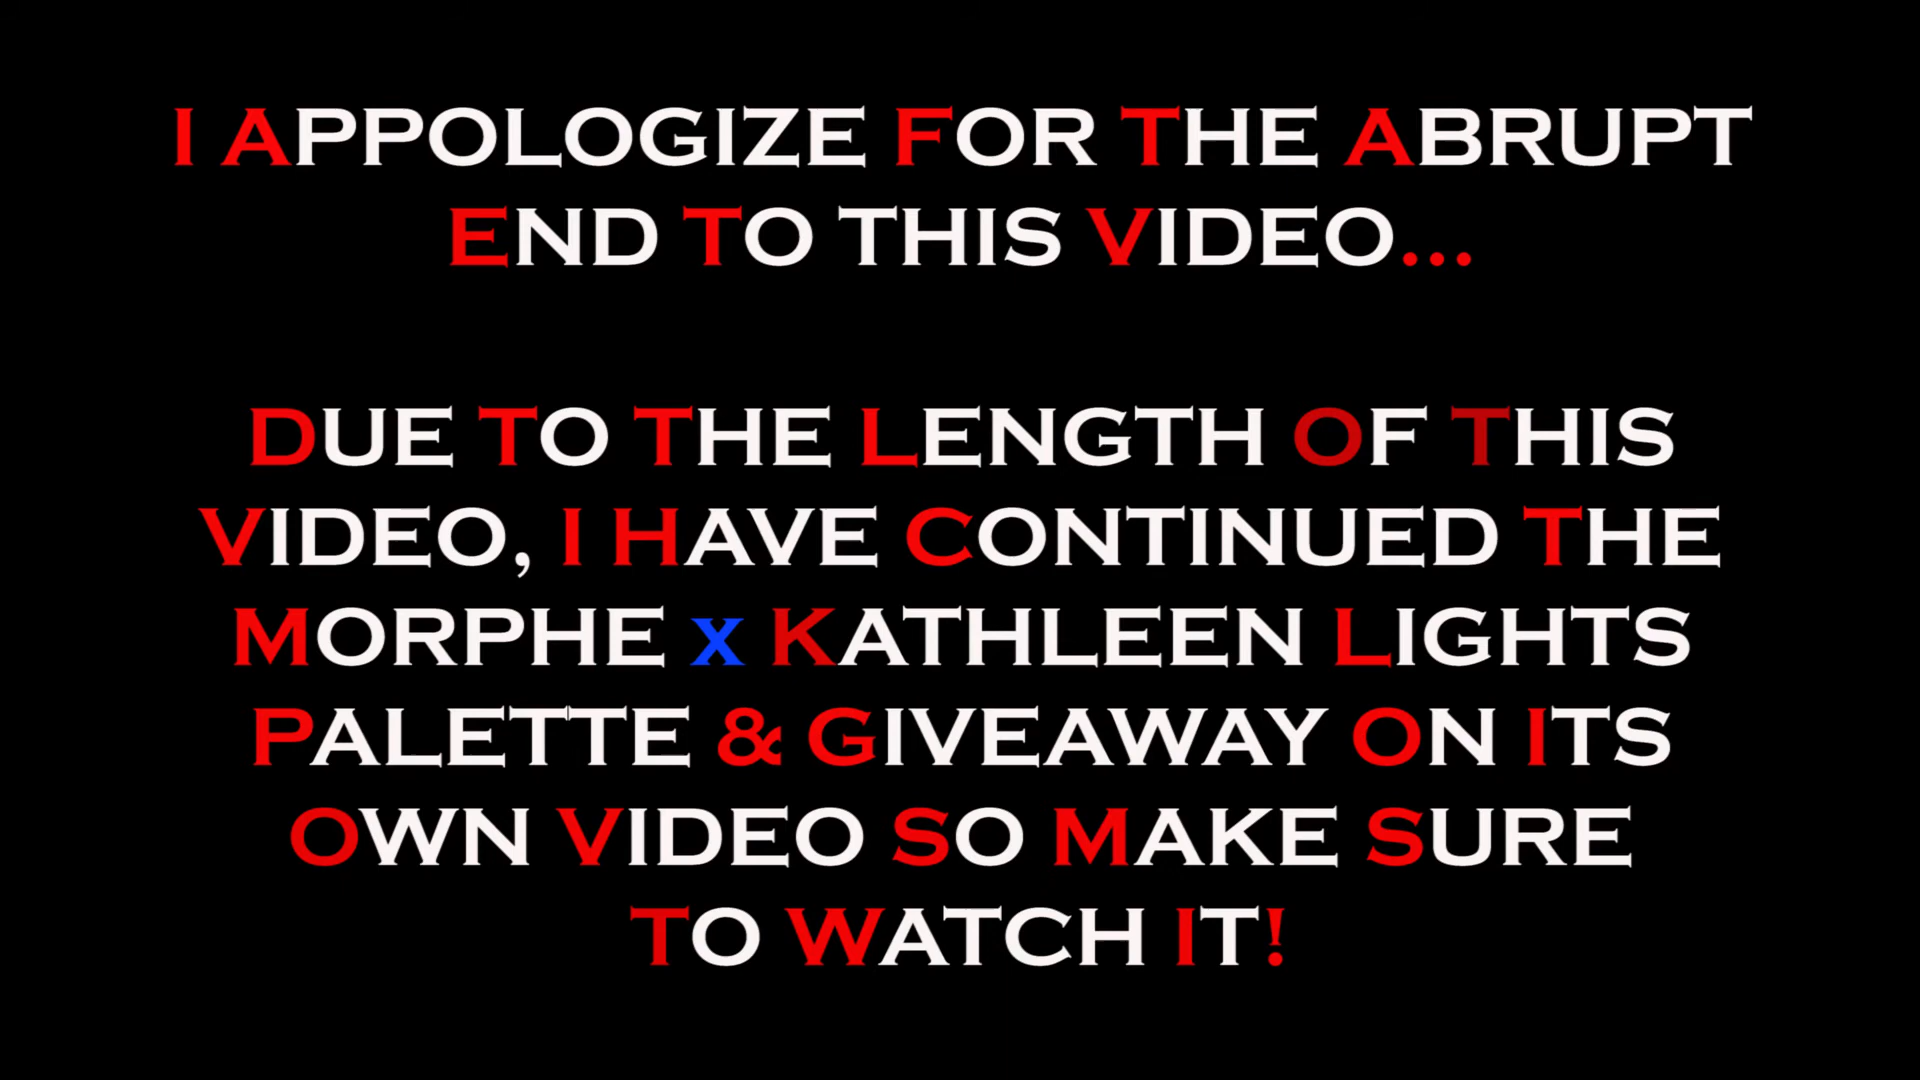 I APPOLOGIZE FOR THE ABRUPT
END TO THIS VIDEO...
DUE TO THE LENGTH OF THIS
VIDEO, I HAVE CONTINUED THE
MORPHE x KATHLEEN LIGHTS
PALETTE & GIVEAWAY ON ITS
OWN VIDEO SO MAKE SURE
TO WATCH IT!